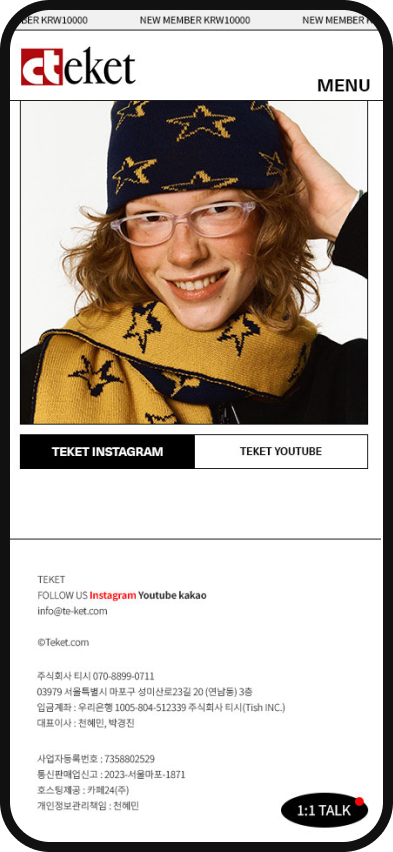 BER KRW10000 NEW MEMBER KRW10000 NEW MEMBER K
cteket
MENU
TEKET INSTAGRAM TEKET YOUTUBE
TEKET
FOLLOW US Instagram Youtube kakao
info@te-ket.com
©Teket.com
주식회사 티시 070-8899-0711
03979 서울특별시 마포구 성미산로23길 20 (연남동) 3층
입금계좌 : 우리은행 1005-804-512339 주식회사 티시(Tish INC.)
대표이사 : 천혜민, 박경진
사업자등록번호 : 7358802529
통신판매업신고 : 2023-서울마포-1871
호스팅제공 : 카페24(주)
개인정보관리책임 : 천혜민
1:1 TALK